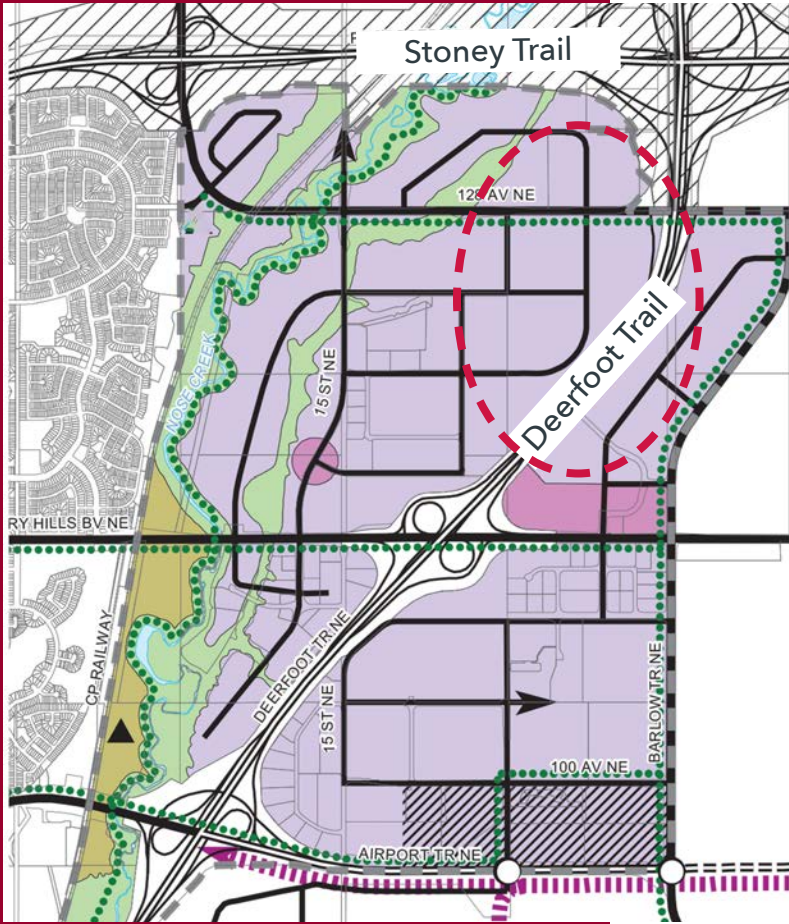 Stoney Trail
128 AV NE
NOSE CREEK
15 ST NE
Deerfoot Trail
RY HILLS BV NE
CP RAILWAY
DEERFOOT TR NE
15 ST NE
BARLOW TR NE
100 AV NE
AIRPORT TR NE